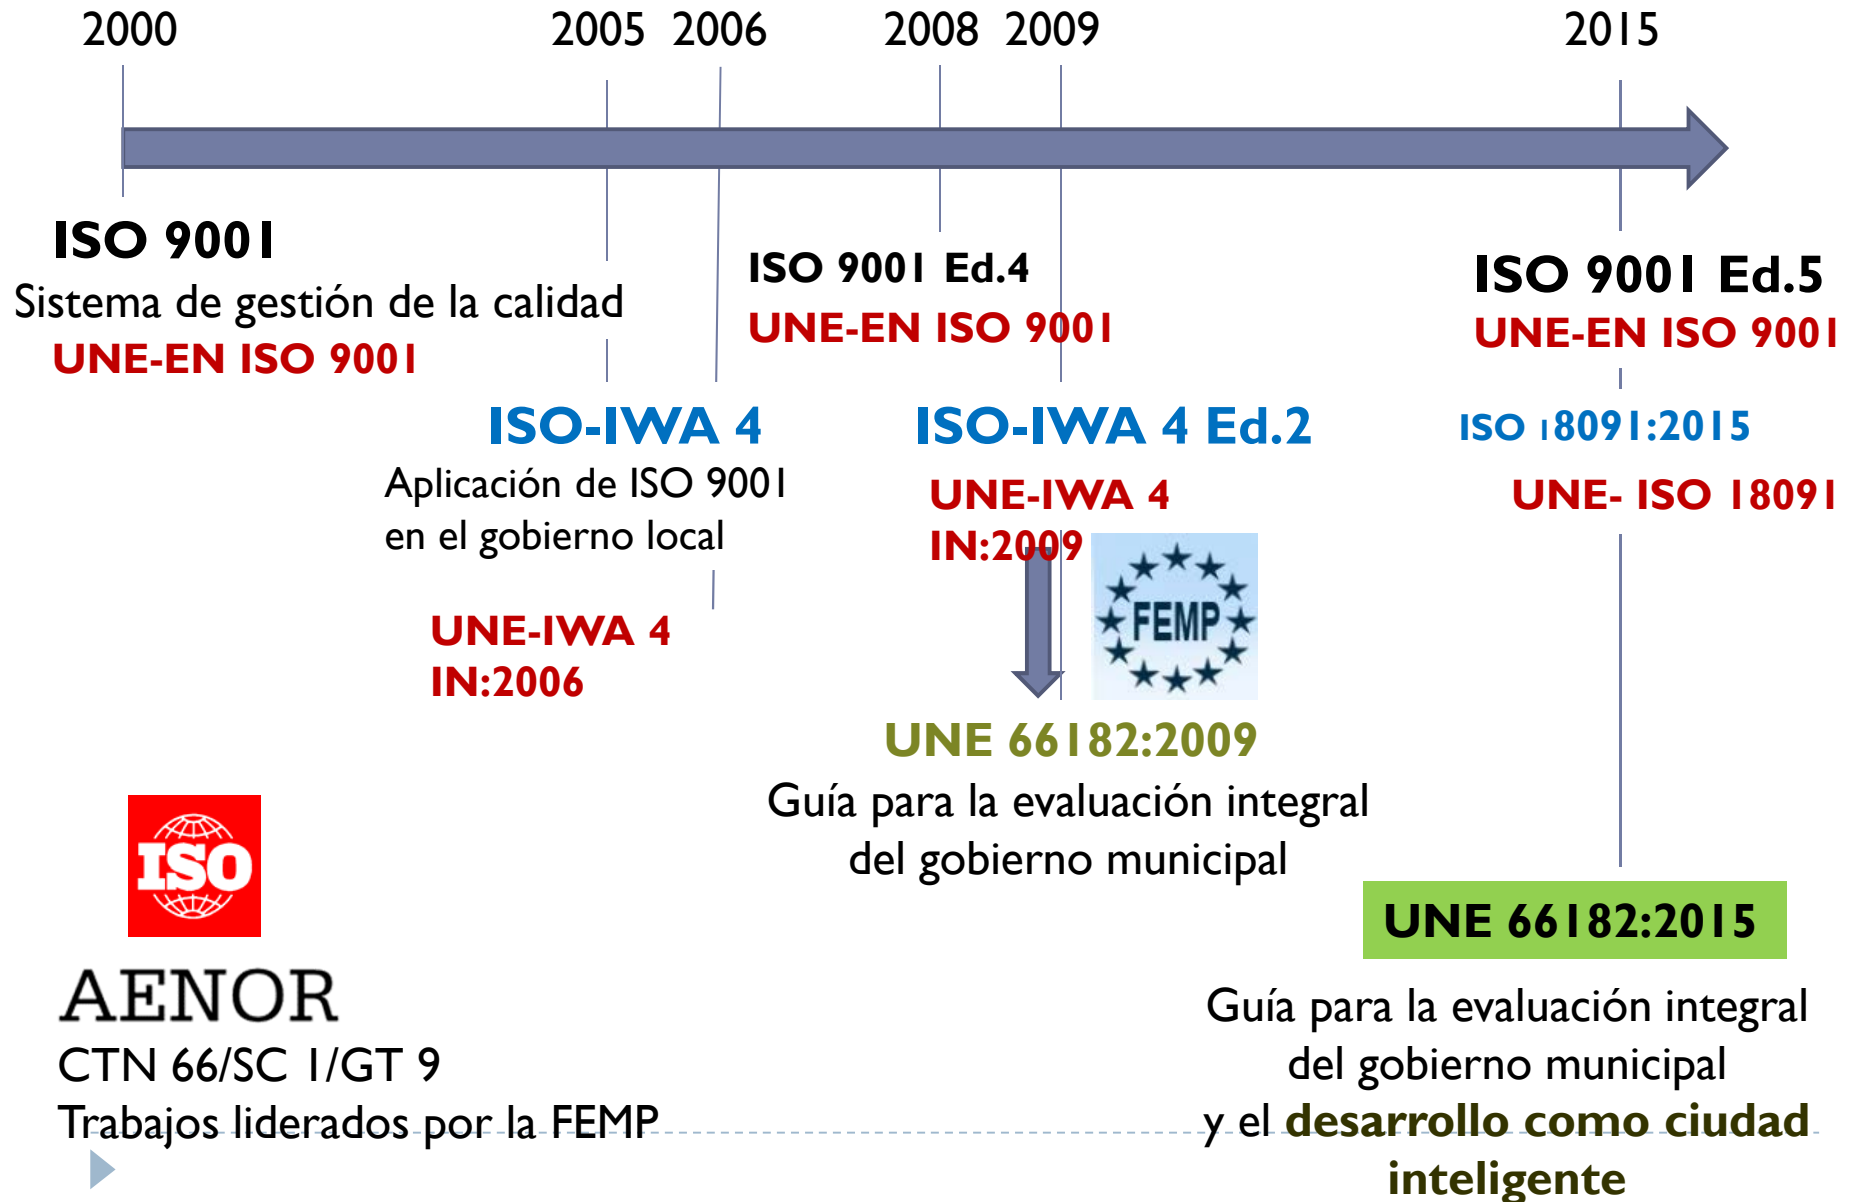 2000
2005
2006
2008
2009
2015
ISO 9001
Sistema de gestión de la calidad
UNE-EN ISO 9001
ISO 9001 Ed.4
UNE-EN ISO 9001
ISO 9001 Ed.5
UNE-EN ISO 9001
ISO-IWA 4
Aplicación de ISO 9001
en el gobierno local
UNE-IWA 4
IN:2006
ISO-IWA 4 Ed.2
UNE-IWA 4
IN:2009
FEMP
ISO 18091:2015
UNE- ISO 18091
UNE 66182:2009
Guía para la evaluación integral
del gobierno municipal
UNE 66182:2015
Guía para la evaluación integral
del gobierno municipal
y el desarrollo como ciudad
inteligente
ISO
AENOR
CTN 66/SC 1/GT 9
Trabajos liderados por la FEMP